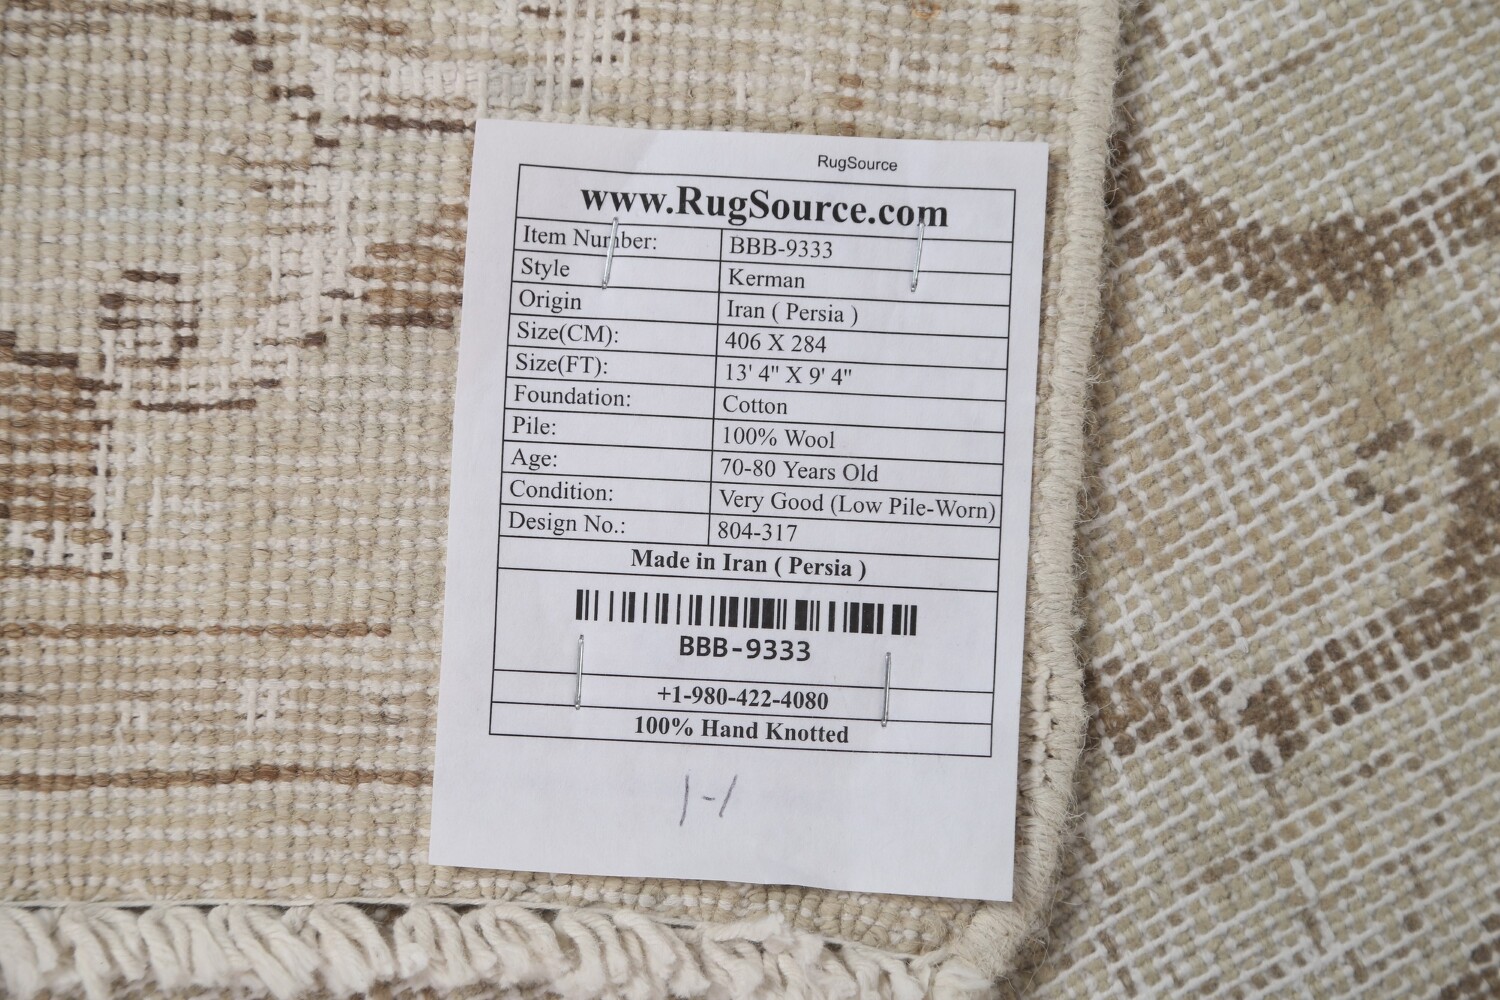 RugSource
www.RugSource.com
Item Number: BBB-9333
Style Kerman
Origin Iran ( Persia )
Size(CM): 406 X 284
Size(FT): 13' 4" X 9' 4"
Foundation: Cotton
Pile: 100% Wool
Age: 70-80 Years Old
Condition: Very Good (Low Pile-Worn)
Design No.: 804-317
Made in Iran ( Persia )
BBB-9333
+1-980-422-4080
100% Hand Knotted
1-1